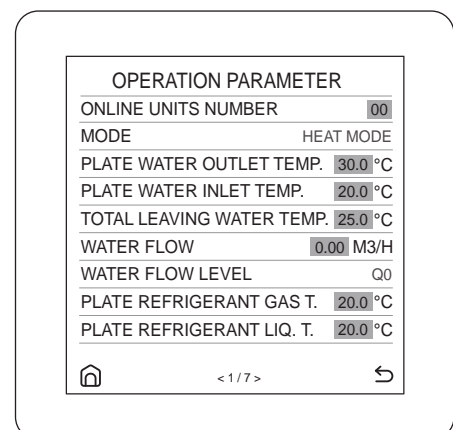 OPERATION PARAMETER
ONLINE UNITS NUMBER 00
MODE HEAT MODE
PLATE WATER OUTLET TEMP. 30.0 °C
PLATE WATER INLET TEMP. 20.0 °C
TOTAL LEAVING WATER TEMP. 25.0 °C
WATER FLOW 0.00 M3/H
WATER FLOW LEVEL Q0
PLATE REFRIGERANT GAS T. 20.0 °C
PLATE REFRIGERANT LIQ. T. 20.0 °C
< 1 / 7 >